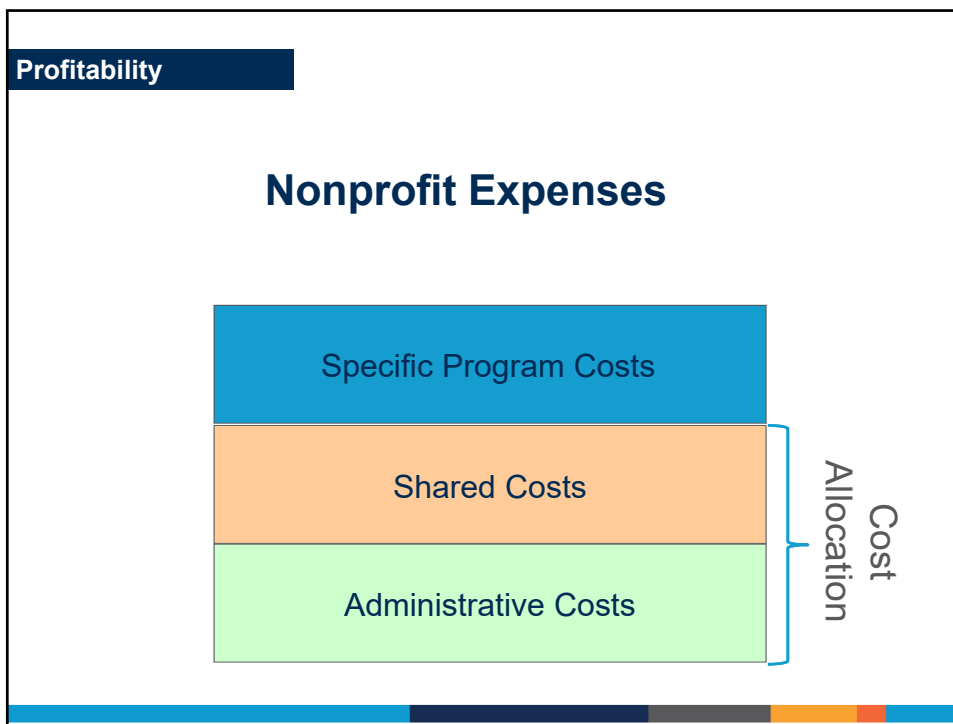 Profitability
Nonprofit Expenses
Specific Program Costs
Shared Costs
Administrative Costs
Cost
Allocation